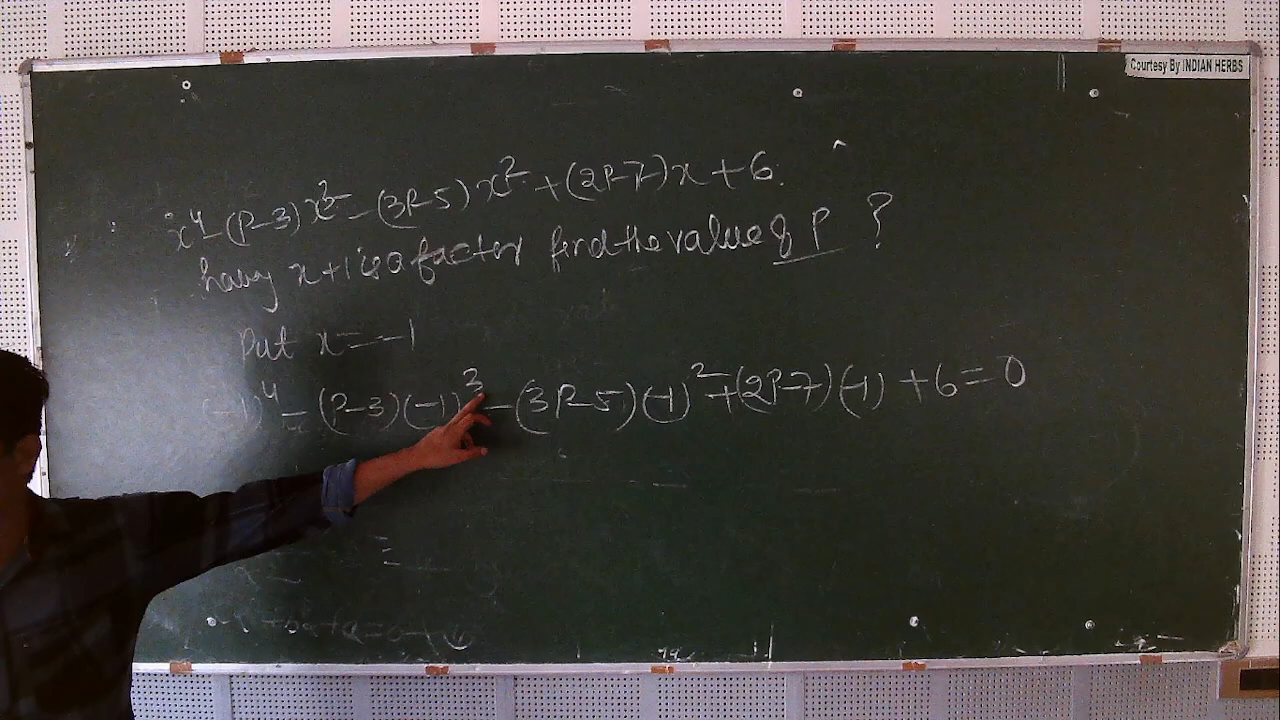 Courtesy By INDIAN HERBS
x⁴-(P-3)x³-(3P-5)x²+(2P-7)x+6.
having x+1 is a factor find the value of P ?
Put x=-1
(-1)⁴-(P-3)(-1)³-(3P-5)(-1)²+(2P-7)(-1)+6=0